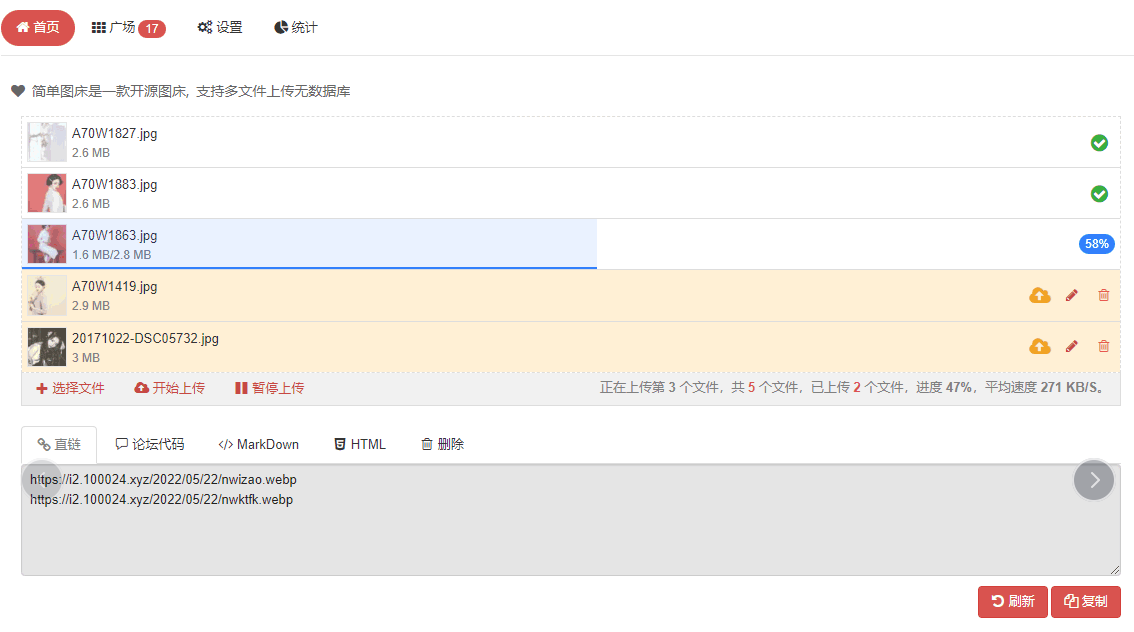 首页 广场 17 设置 统计
简单图床是一款开源图床, 支持多文件上传无数据库
A70W1827.jpg
2.6 MB
A70W1883.jpg
2.6 MB
A70W1863.jpg
1.6 MB/2.8 MB
58%
A70W1419.jpg
2.9 MB
20171022-DSC05732.jpg
3 MB
选择文件 开始上传 暂停上传 正在上传第 3 个文件，共 5 个文件，已上传 2 个文件，进度 47%，平均速度 271 KB/S。
直链 论坛代码 MarkDown HTML 删除
https://i2.100024.xyz/2022/05/22/nwizao.webp
https://i2.100024.xyz/2022/05/22/nwktfk.webp
刷新 复制